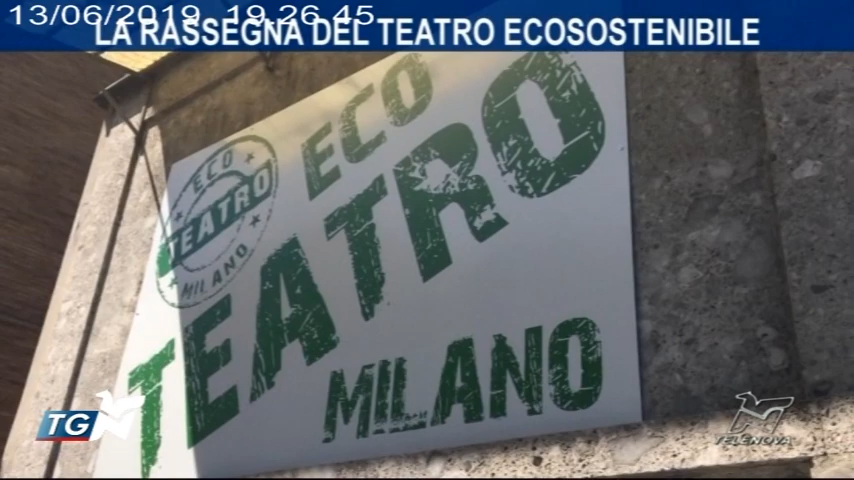 13/06/2019 19.26.45
LA RASSEGNA DEL TEATRO ECOSOSTENIBILE
ECO
TEATRO
MILANO
ECO
TEATRO
MILANO
TG N
TELENOVA